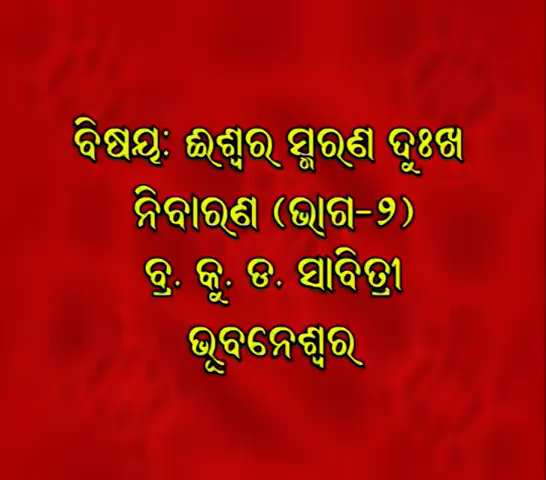 ବିଷୟ: ଈଶ୍ୱର ସ୍ମରଣ ଦୁଃଖ
ନିବାରଣ (ଭାଗ-୨)
ବ୍ର. କୁ. ଡ. ସାବିତ୍ରୀ
ଭୂବନେଶ୍ୱର